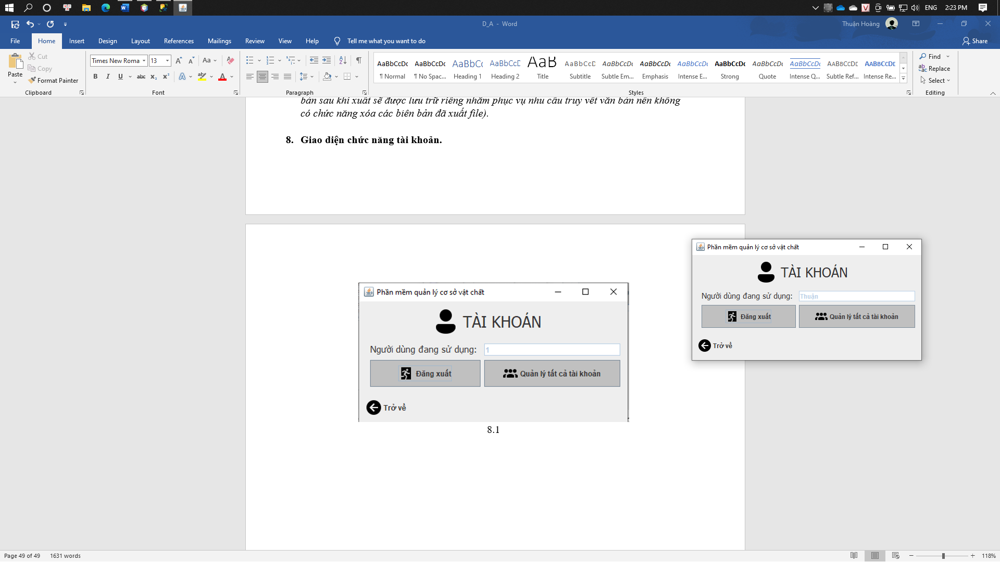 ENG 2:23 PM
D_A - Word
Thuận Hoàng
File Home Insert Design Layout References Mailings Review View Help Tell me what you want to do Share
Paste
Cut
Copy
Format Painter
Clipboard
Times New Roma 13
Font
Paragraph
AaBbCcDc AaBbCcDc AaBbCc AaBbCcD AaB AaBbCcD AaBbCcDc AaBbCcDc AaBbCcDc AaBbCcDc AaBbCcDc AaBbCcDc AABBCCDD AABBCCDD
¶ Normal ¶ No Spac... Heading 1 Heading 2 Title Subtitle Subtle Em... Emphasis Intense E... Strong Quote Intense Q... Subtle Ref... Intense Re...
Styles
Find
Replace
Select
Editing
bản sau khi xuất sẽ được lưu trữ riêng nhằm phục vụ nhu cầu truy vết văn bản nên không
có chức năng xóa các biên bản đã xuất file).
8. Giao diện chức năng tài khoản.
Phần mềm quản lý cơ sở vật chất
TÀI KHOẢN
Người dùng đang sử dụng: 1
Đăng xuất
Quản lý tất cả tài khoản
Trở về
8.1
Phần mềm quản lý cơ sở vật chất
TÀI KHOẢN
Người dùng đang sử dụng: Thuận
Đăng xuất
Quản lý tất cả tài khoản
Trở về
Page 49 of 49 1631 words
118%